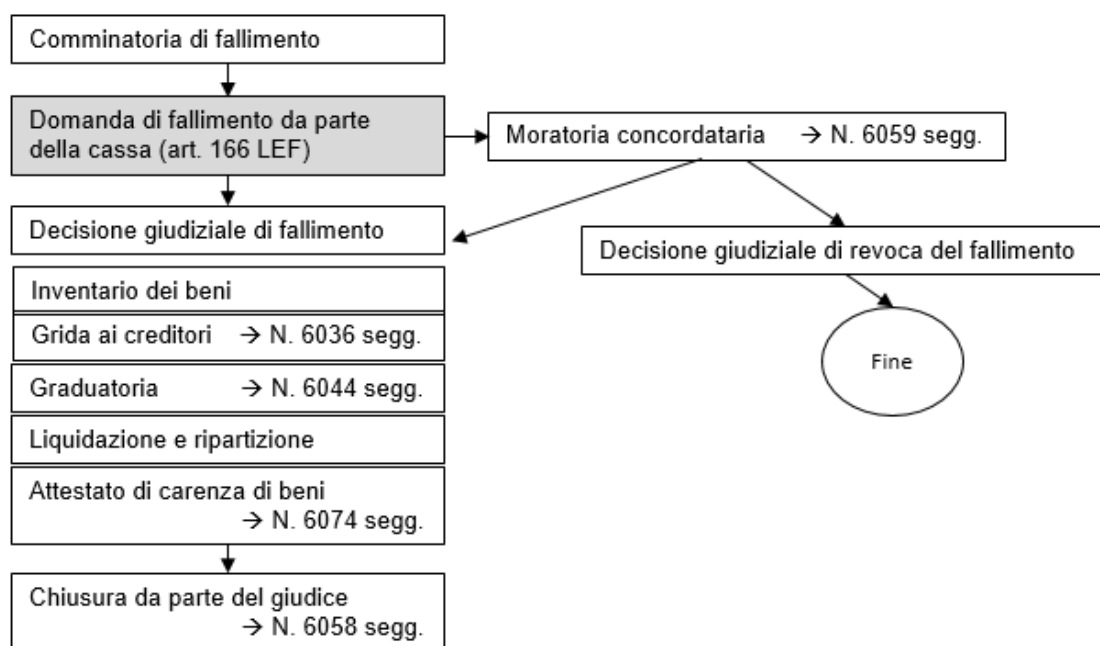 Comminatoria di fallimento
Domanda di fallimento da parte
della cassa (art. 166 LEF)
Moratoria concordataria → N. 6059 segg.
Decisione giudiziale di fallimento
Decisione giudiziale di revoca del fallimento
Inventario dei beni
Grida ai creditori → N. 6036 segg.
Fine
Graduatoria → N. 6044 segg.
Liquidazione e ripartizione
Attestato di carenza di beni
→ N. 6074 segg.
Chiusura da parte del giudice
→ N. 6058 segg.